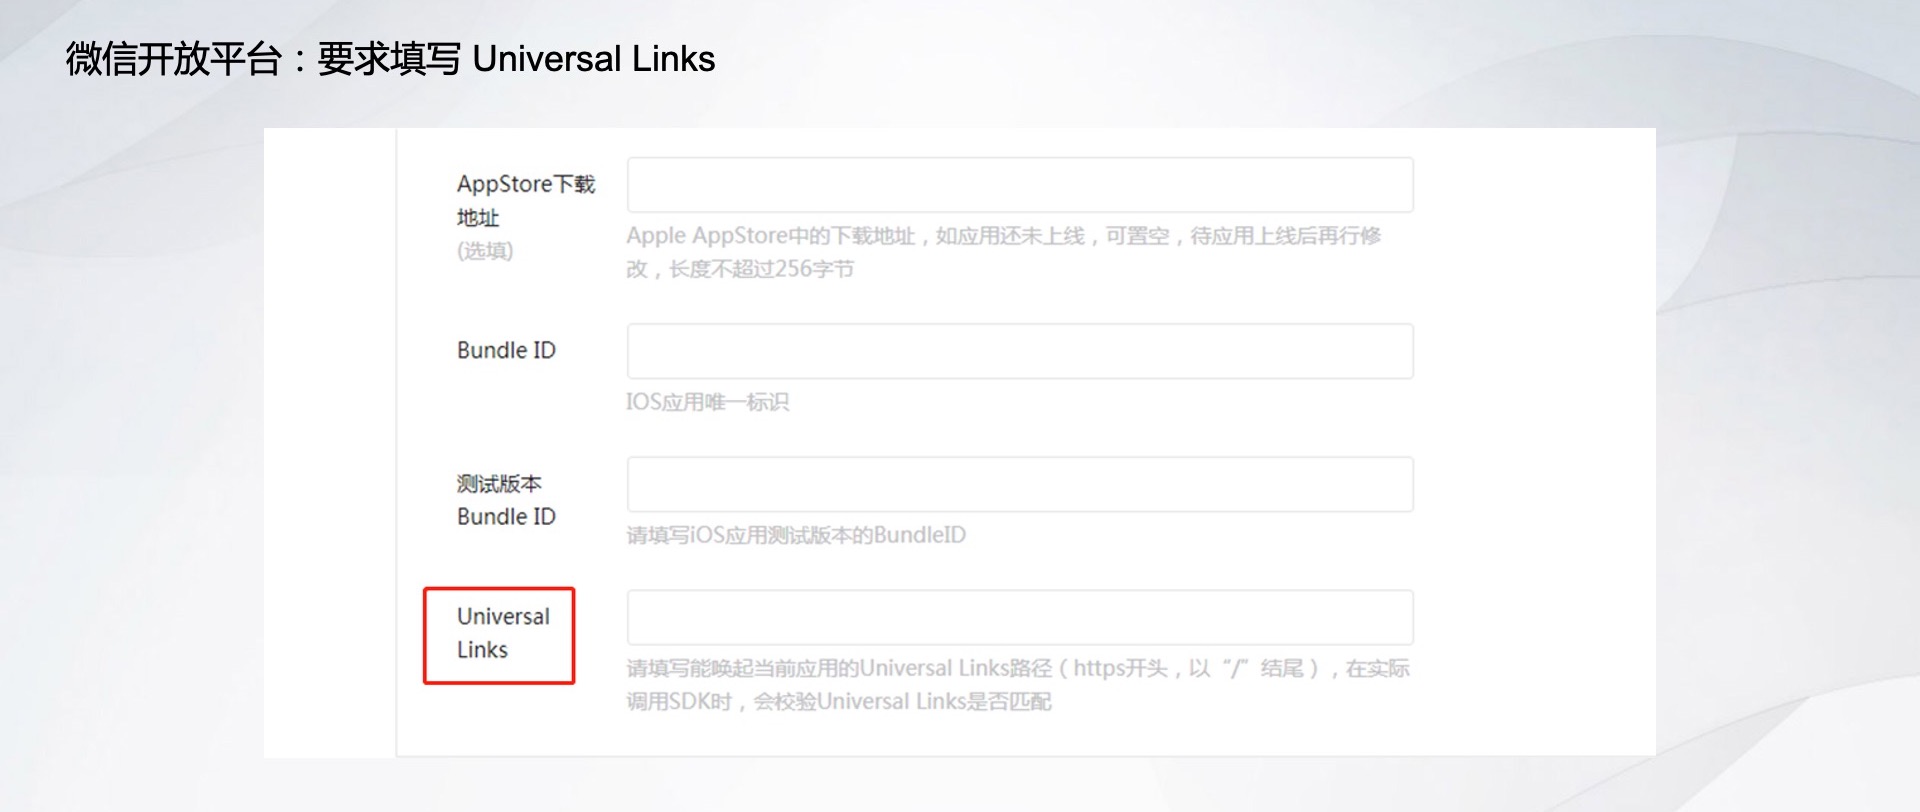 微信开放平台：要求填写 Universal Links
AppStore下载
地址
(选填)
Apple AppStore中的下载地址，如应用还未上线，可置空，待应用上线后再行修
改，长度不超过256字节
Bundle ID
IOS应用唯一标识
测试版本
Bundle ID
请填写iOS应用测试版本的BundleID
Universal
Links
请填写能唤起当前应用的Universal Links路径（https开头，以“/”结尾），在实际
调用SDK时，会校验Universal Links是否匹配